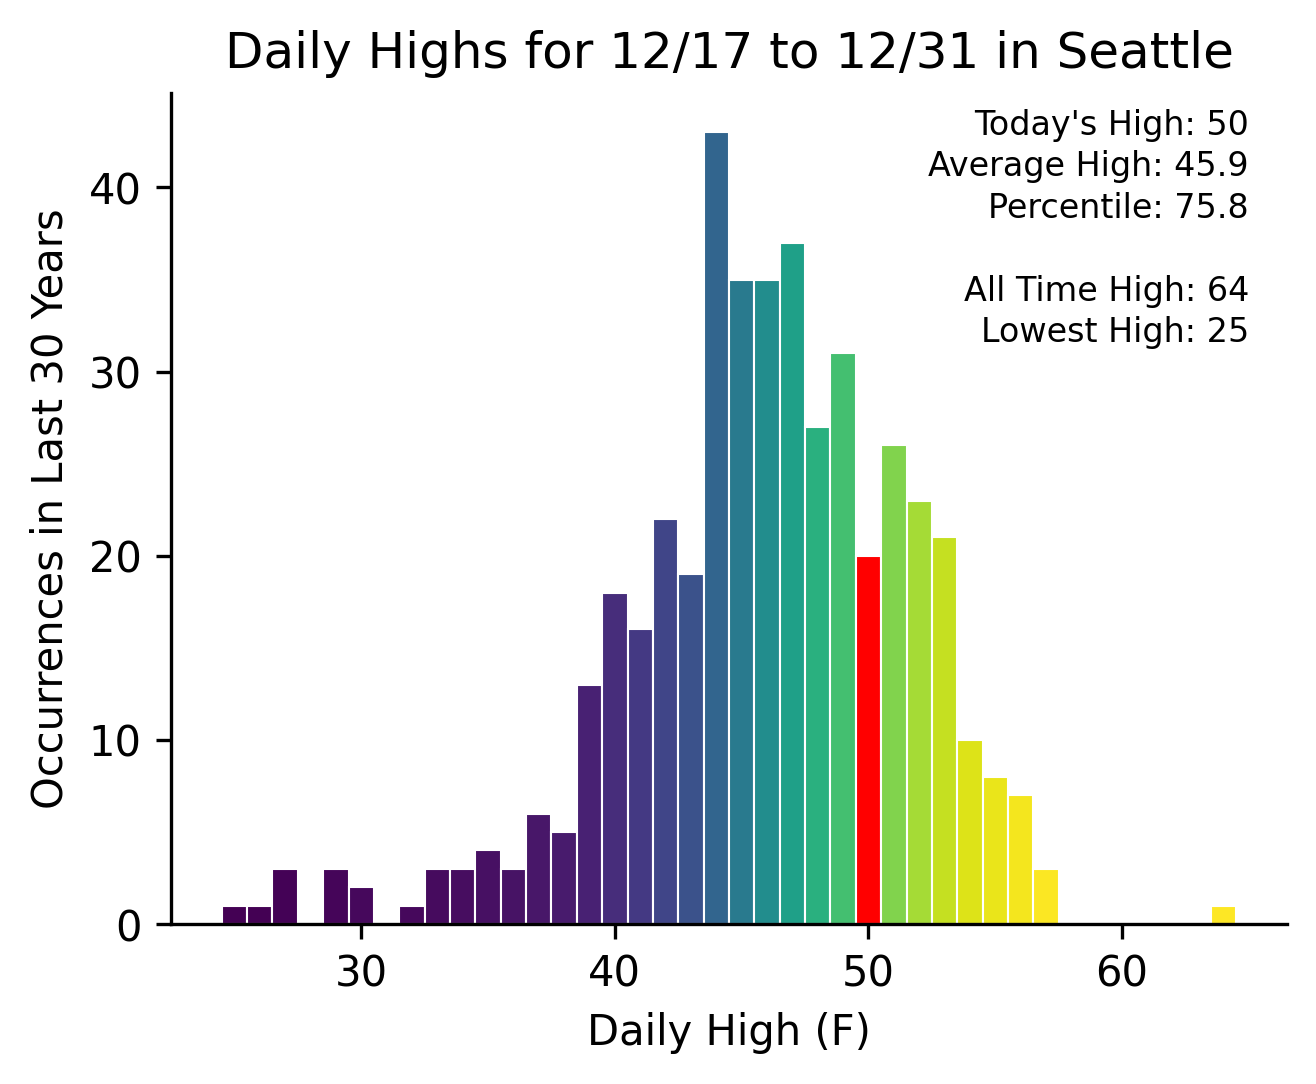 Daily Highs for 12/17 to 12/31 in Seattle
Today's High: 50
Average High: 45.9
Percentile: 75.8
All Time High: 64
Lowest High: 25
Occurrences in Last 30 Years
40
30
20
10
0
30 40 50 60
Daily High (F)